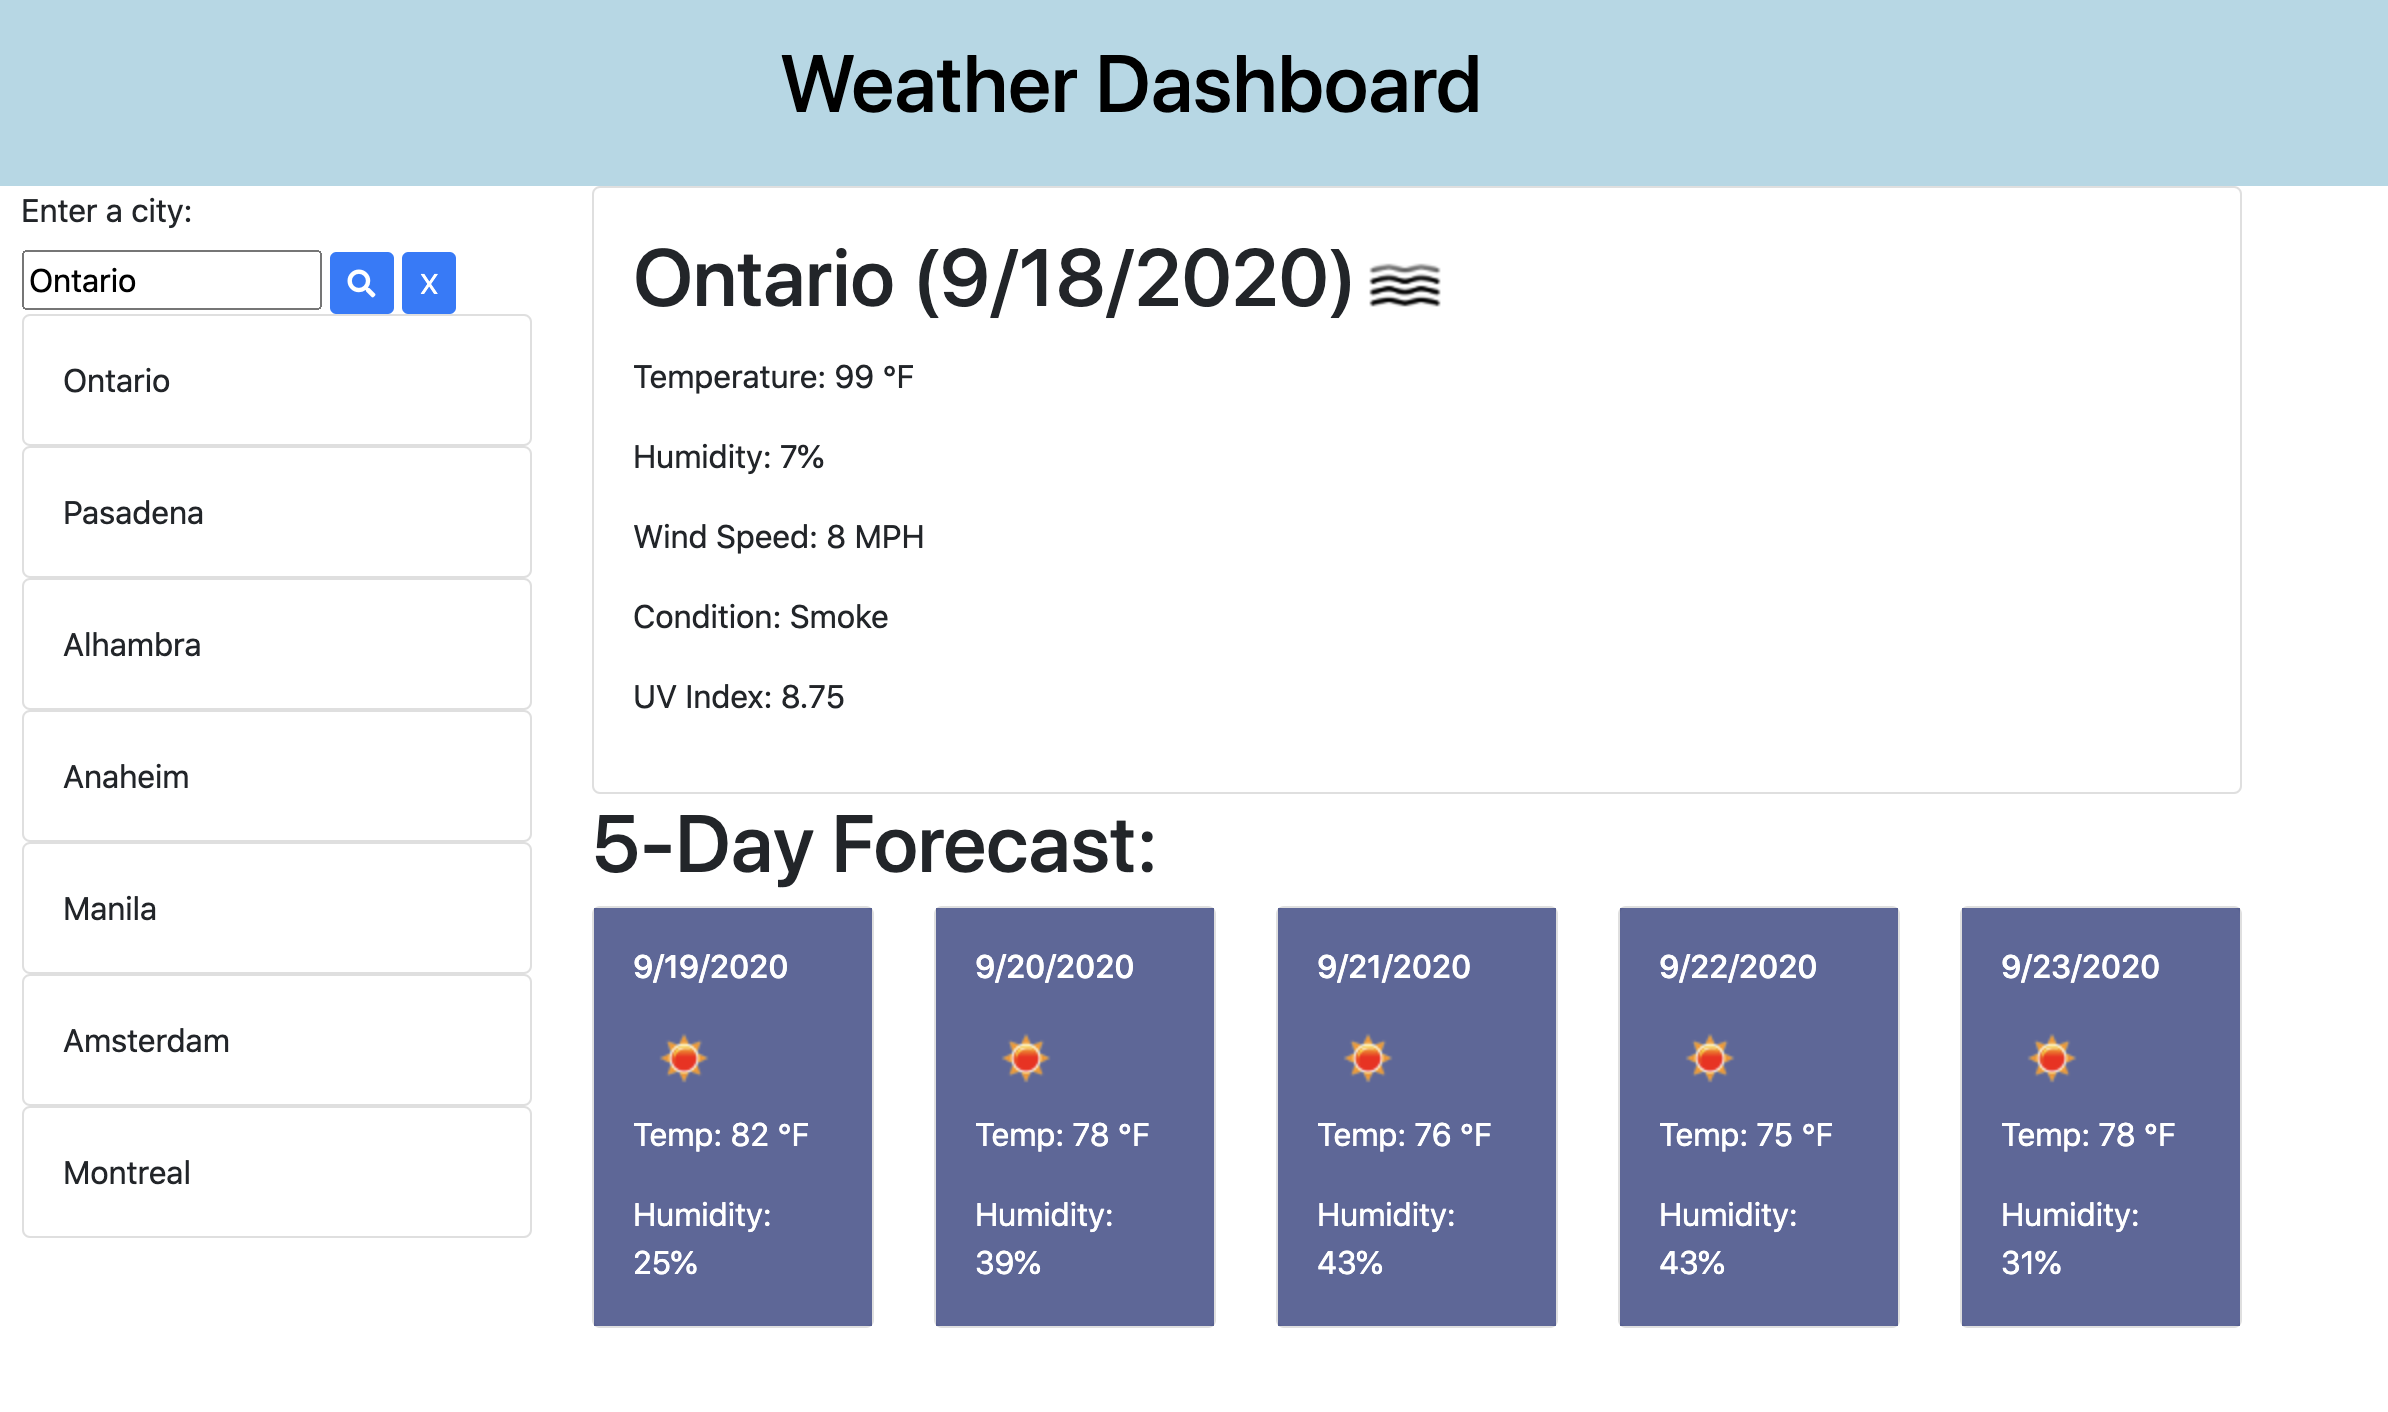 Weather Dashboard
Enter a city:
Ontario
X
Ontario
Pasadena
Alhambra
Anaheim
Manila
Amsterdam
Montreal
Ontario (9/18/2020)
Temperature: 99 °F
Humidity: 7%
Wind Speed: 8 MPH
Condition: Smoke
UV Index: 8.75
5-Day Forecast:
9/19/2020
Temp: 82 °F
Humidity:
25%
9/20/2020
Temp: 78 °F
Humidity:
39%
9/21/2020
Temp: 76 °F
Humidity:
43%
9/22/2020
Temp: 75 °F
Humidity:
43%
9/23/2020
Temp: 78 °F
Humidity:
31%